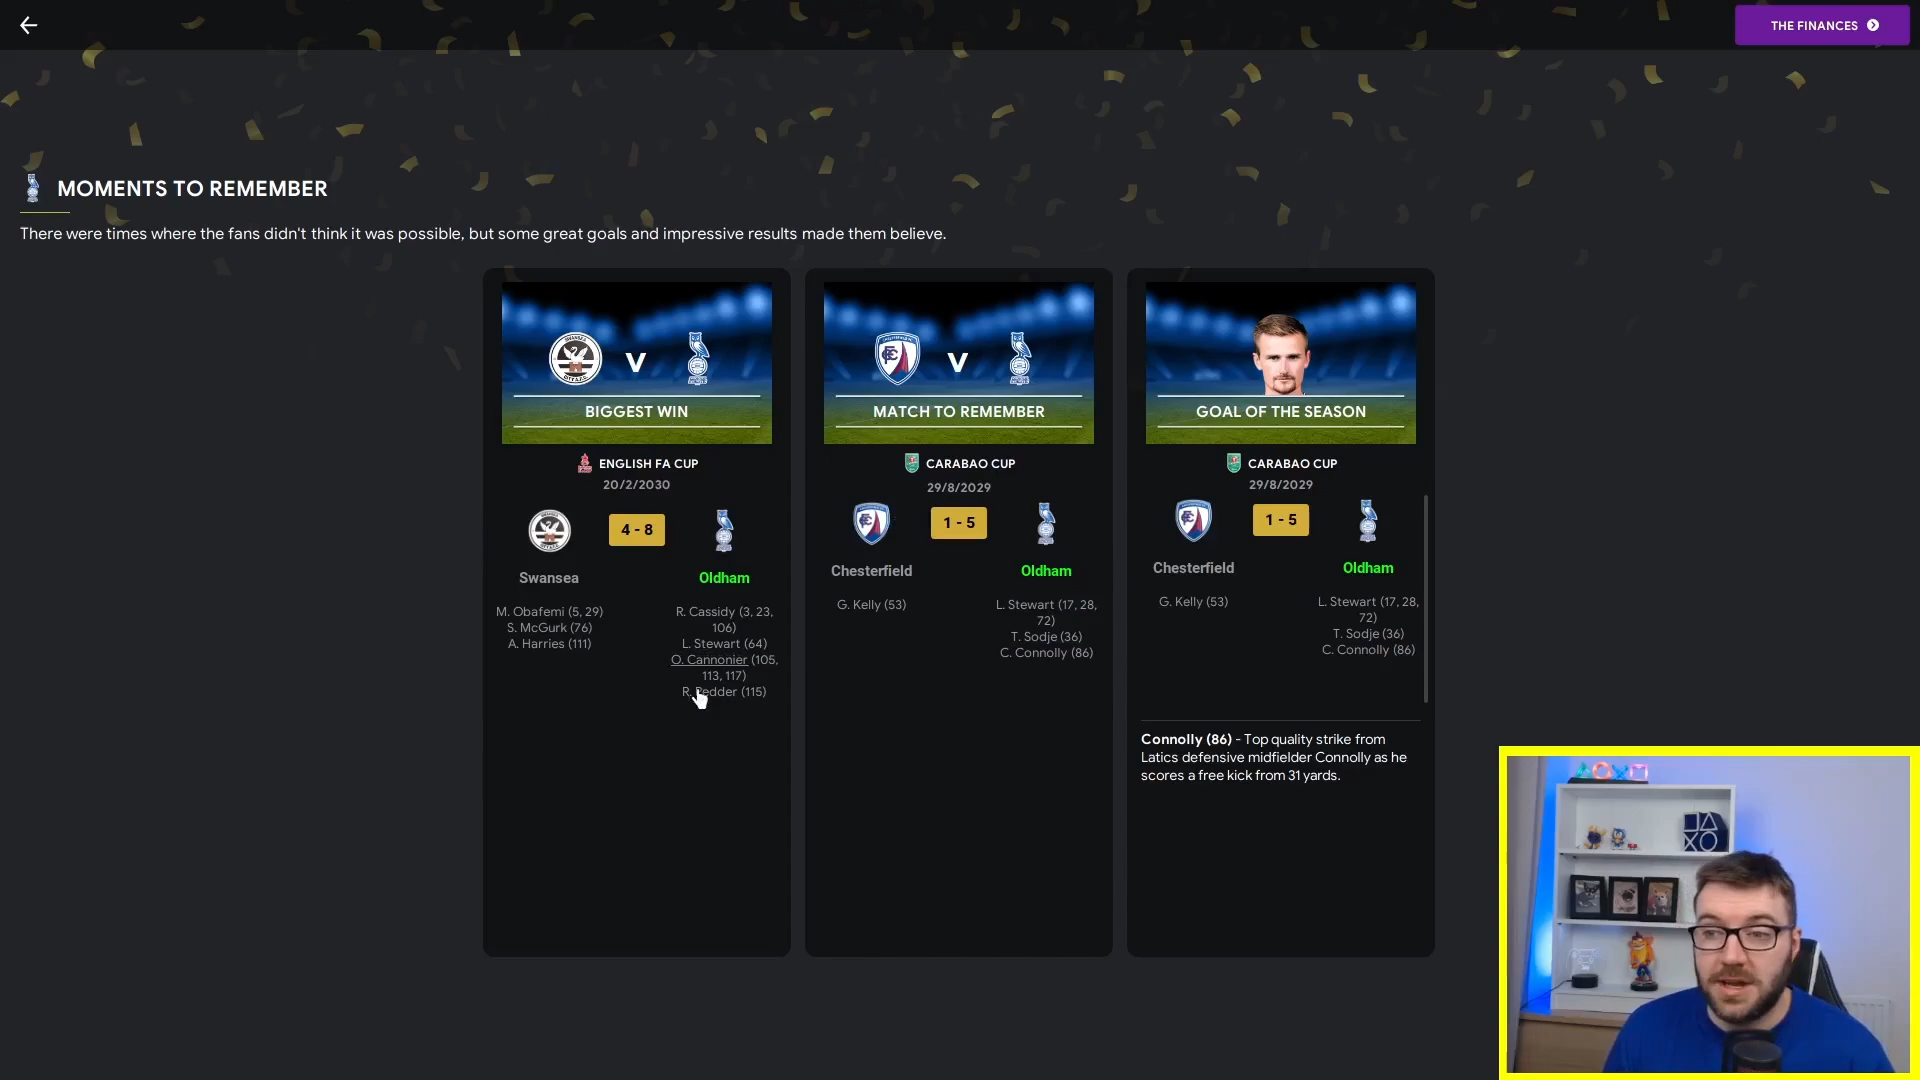 THE FINANCES
MOMENTS TO REMEMBER
There were times where the fans didn't think it was possible, but some great goals and impressive results made them believe.
V
BIGGEST WIN
ENGLISH FA CUP
20/2/2030
4 - 8
Swansea
Oldham
M. Obafemi (5, 29)
S. McGurk (76)
A. Harries (111)
R. Cassidy (3, 23,
106)
L. Stewart (64)
O. Cannonier (105,
113, 117)
R. Pedder (115)
V
MATCH TO REMEMBER
CARABAO CUP
29/8/2029
1 - 5
Chesterfield
Oldham
G. Kelly (53)
L. Stewart (17, 28,
72)
T. Sodje (36)
C. Connolly (86)
GOAL OF THE SEASON
CARABAO CUP
29/8/2029
1 - 5
Chesterfield
Oldham
G. Kelly (53)
L. Stewart (17, 28,
72)
T. Sodje (36)
C. Connolly (86)
Connolly (86) - Top quality strike from
Latics defensive midfielder Connolly as he
scores a free kick from 31 yards.